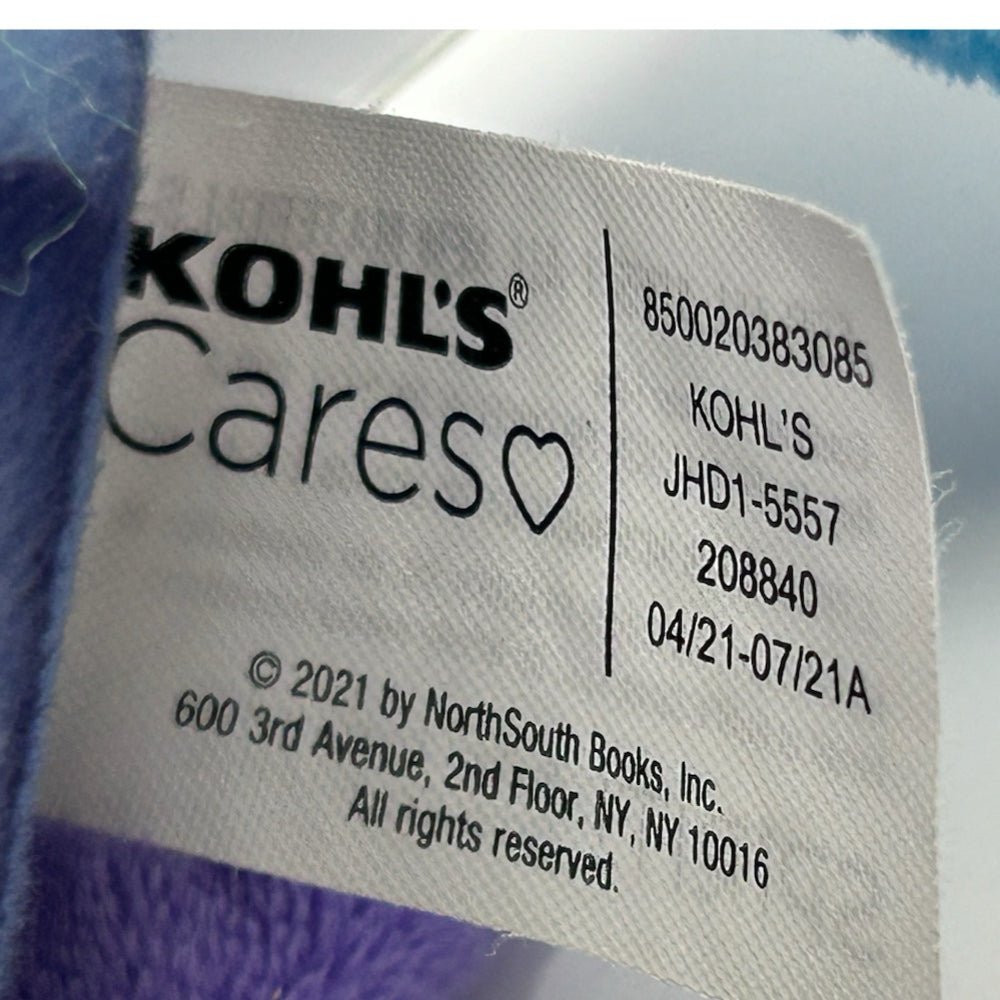 KOHL'S®
Cares♡
850020383085
KOHL'S
JHD1-5557
208840
04/21-07/21A
© 2021 by NorthSouth Books, Inc.
600 3rd Avenue, 2nd Floor, NY, NY 10016
All rights reserved.